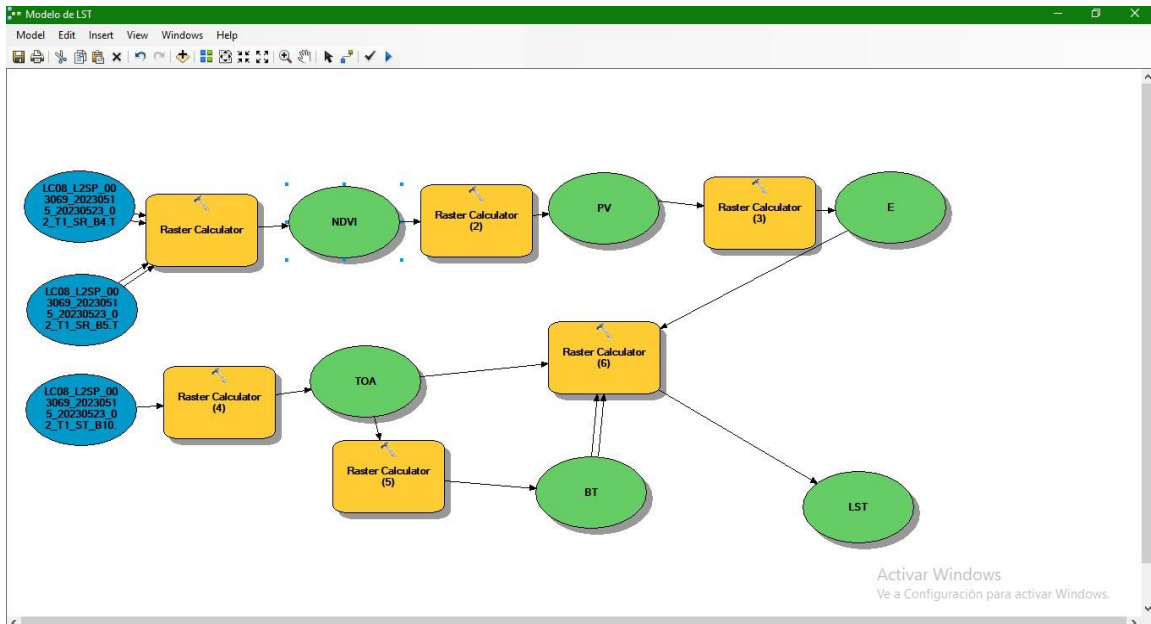 Modelo de LST
Model Edit Insert View Windows Help
LC08_L2SP_00
3069_2023051
5_20230523_0
2_T1_SR_B4.T
Raster Calculator
NDVI
Raster Calculator
(2)
PV
Raster Calculator
(3)
E
LC08_L2SP_00
3069_2023051
5_20230523_0
2_T1_SR_B5.T
Raster Calculator
(6)
LC08_L2SP_00
3069_2023051
5_20230523_0
2_T1_ST_B10.
Raster Calculator
(4)
TOA
Raster Calculator
(5)
BT
LST
Activar Windows
Ve a Configuración para activar Windows.